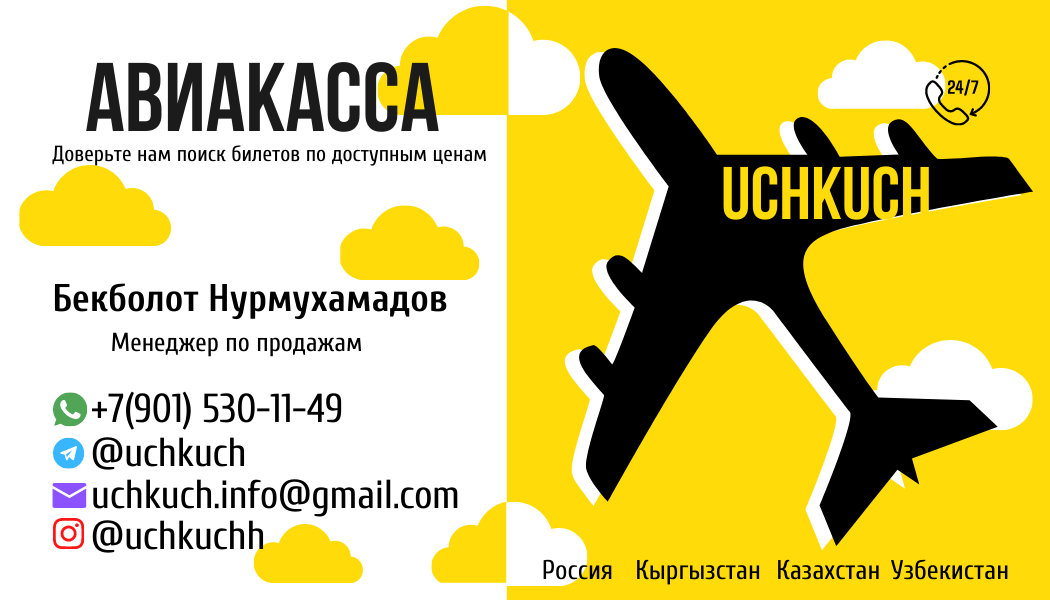 АВИАКАССА
Доверьте нам поиск билетов по доступным ценам
Бекболот Нурмухамадов
Менеджер по продажам
+7(901) 530-11-49
@uchkuch
uchkuch.info@gmail.com
@uchkuchh
24/7
UCHKUCH
Россия Кыргызстан Казахстан Узбекистан